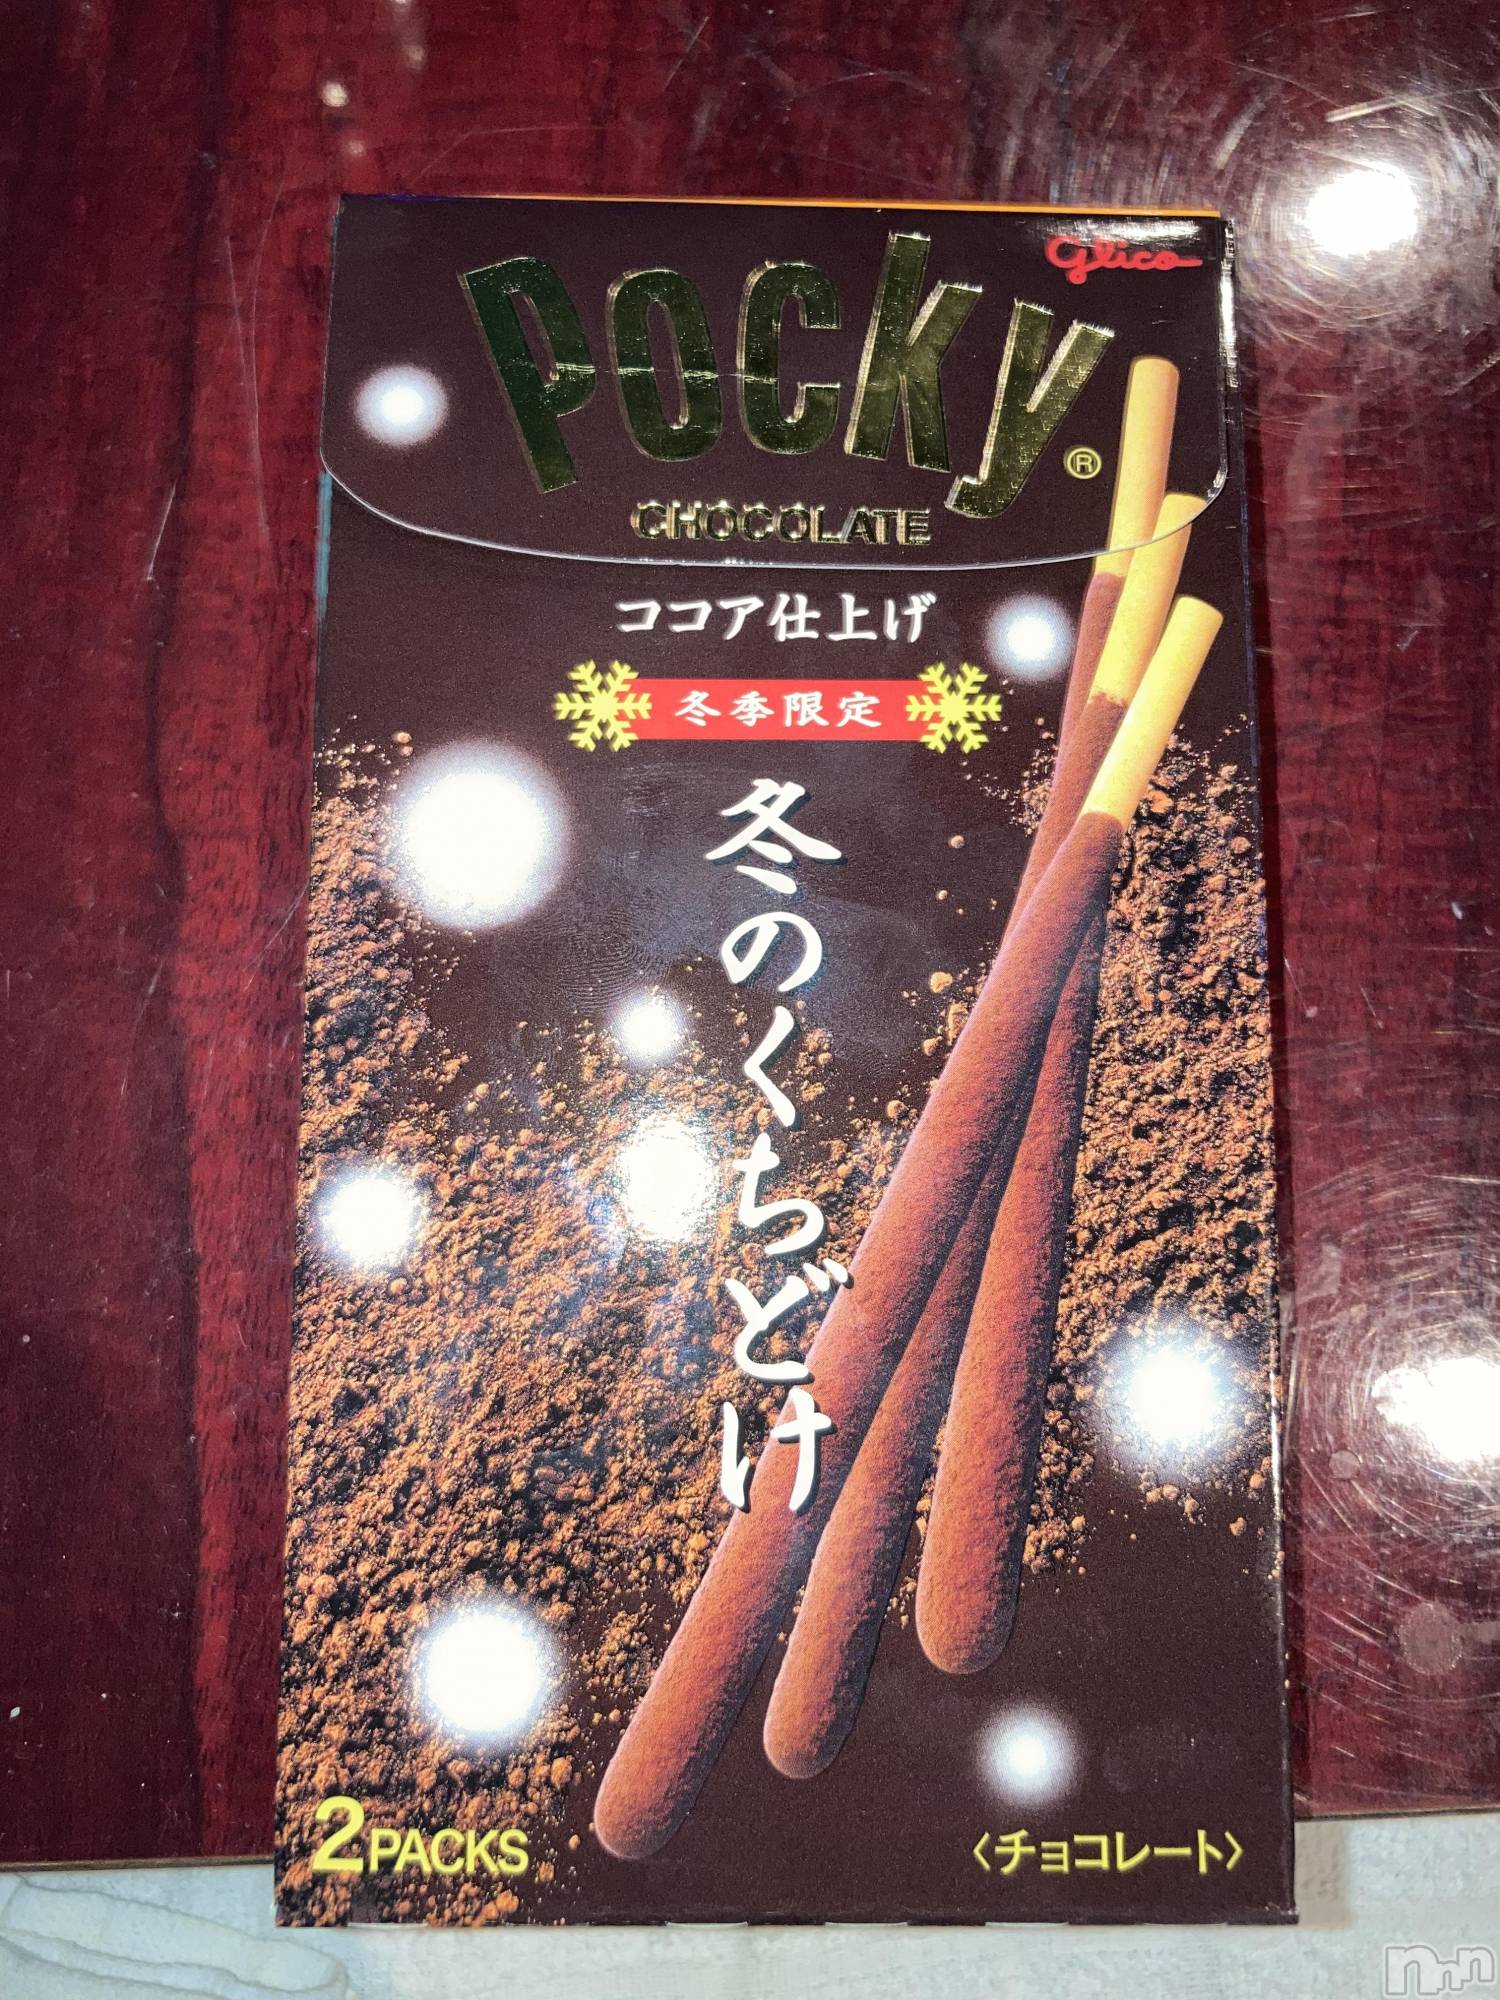 Glico
Pocky®
CHOCOLATE
ココア仕上げ
冬季限定
冬のくちどけ
2PACKS
〈チョコレート〉
nnn